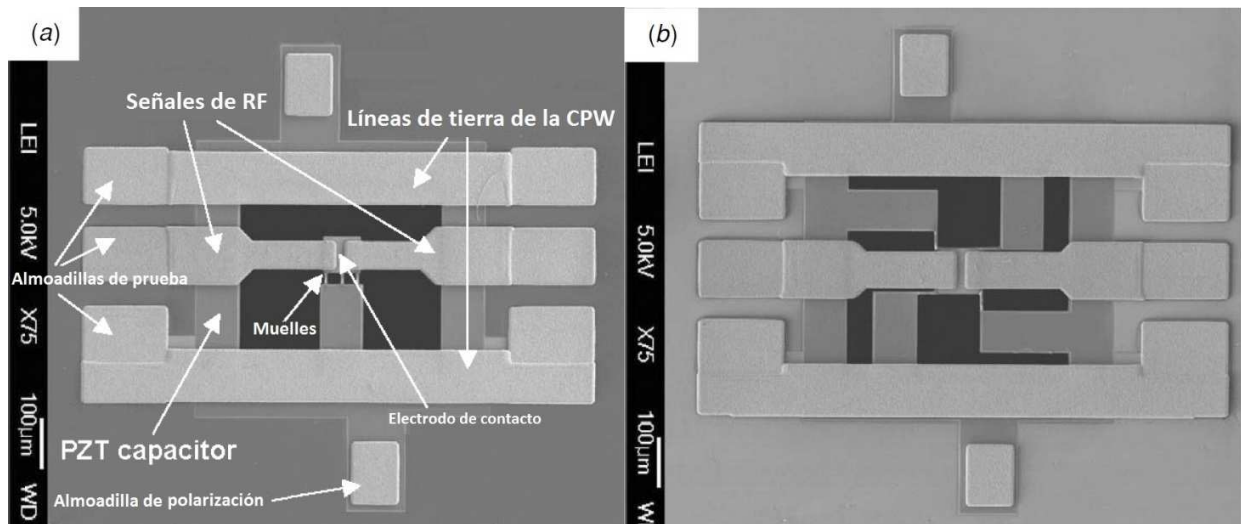 (a)
Señales de RF
Líneas de tierra de la CPW
Almoadillas de prueba
Muelles
Electrodo de contacto
PZT capacitor
Almoadilla de polarización
LEI
5.0kV
X75
100μm
WD
(b)
LEI
5.0kV
X75
100μm
W